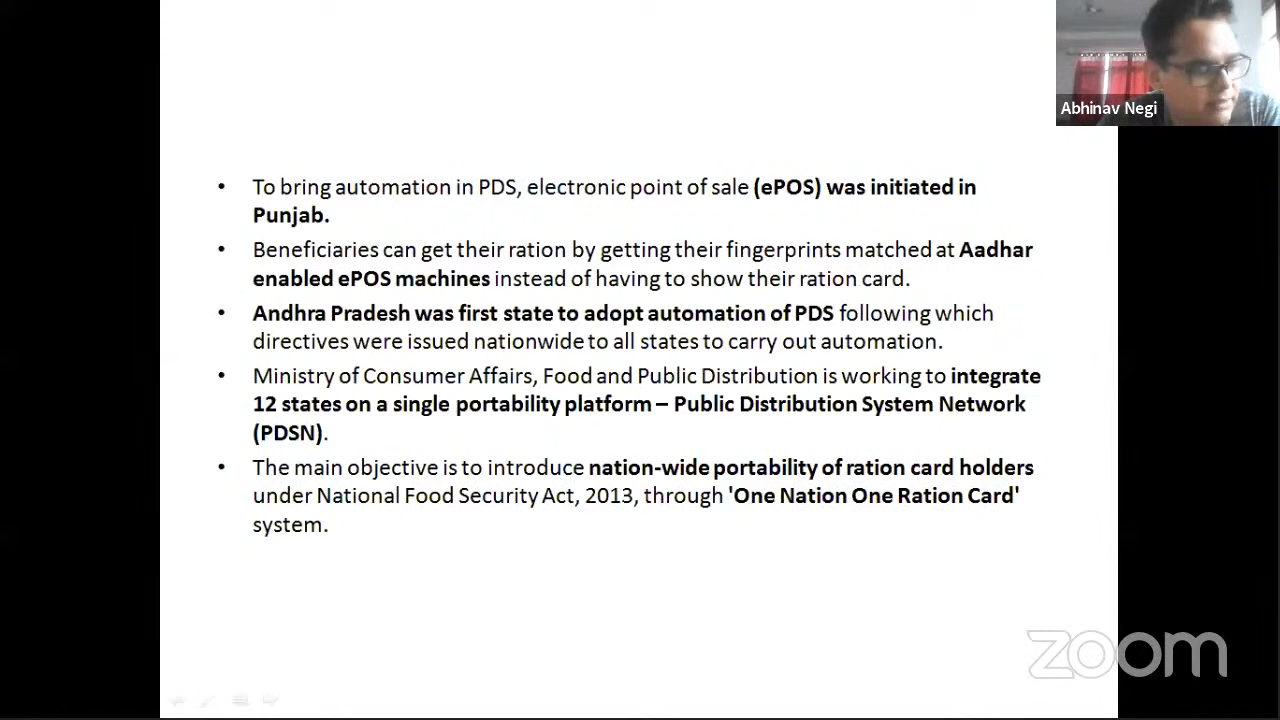 Abhinav Negi
• To bring automation in PDS, electronic point of sale (ePOS) was initiated in
Punjab.
• Beneficiaries can get their ration by getting their fingerprints matched at Aadhar
enabled ePOS machines instead of having to show their ration card.
• Andhra Pradesh was first state to adopt automation of PDS following which
directives were issued nationwide to all states to carry out automation.
• Ministry of Consumer Affairs, Food and Public Distribution is working to integrate
12 states on a single portability platform – Public Distribution System Network
(PDSN).
• The main objective is to introduce nation-wide portability of ration card holders
under National Food Security Act, 2013, through 'One Nation One Ration Card'
system.
zoom